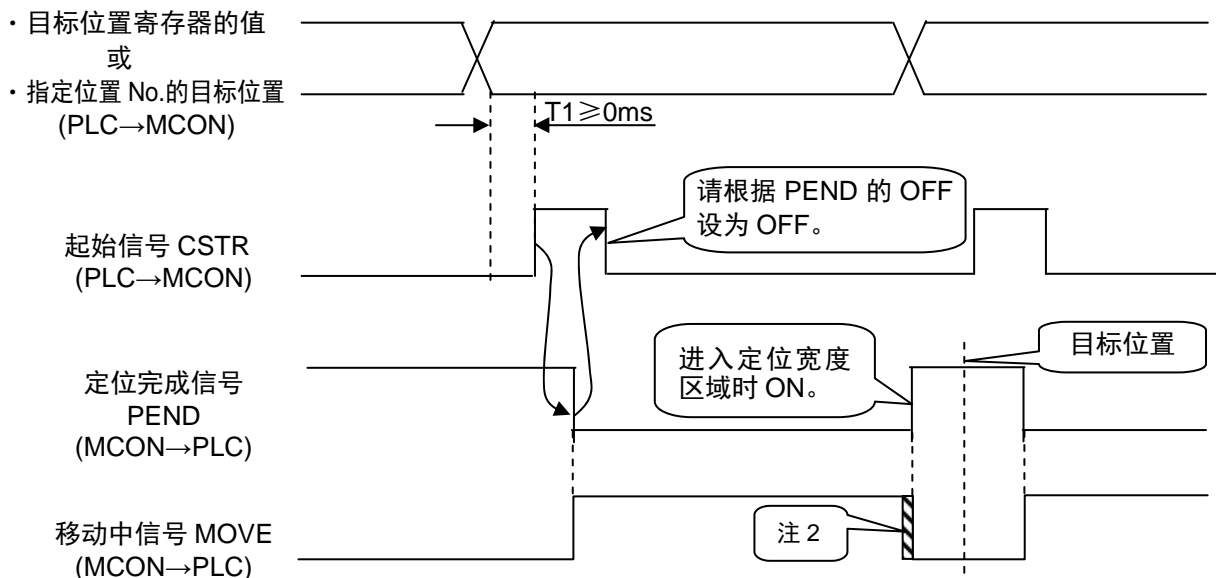 ・目标位置寄存器的值
或
・指定位置 No.的目标位置
(PLC→MCON)
T1≥0ms
请根据 PEND 的 OFF
设为 OFF。
起始信号 CSTR
(PLC→MCON)
进入定位宽度
区域时 ON。
目标位置
定位完成信号
PEND
(MCON→PLC)
注 2
移动中信号 MOVE
(MCON→PLC)